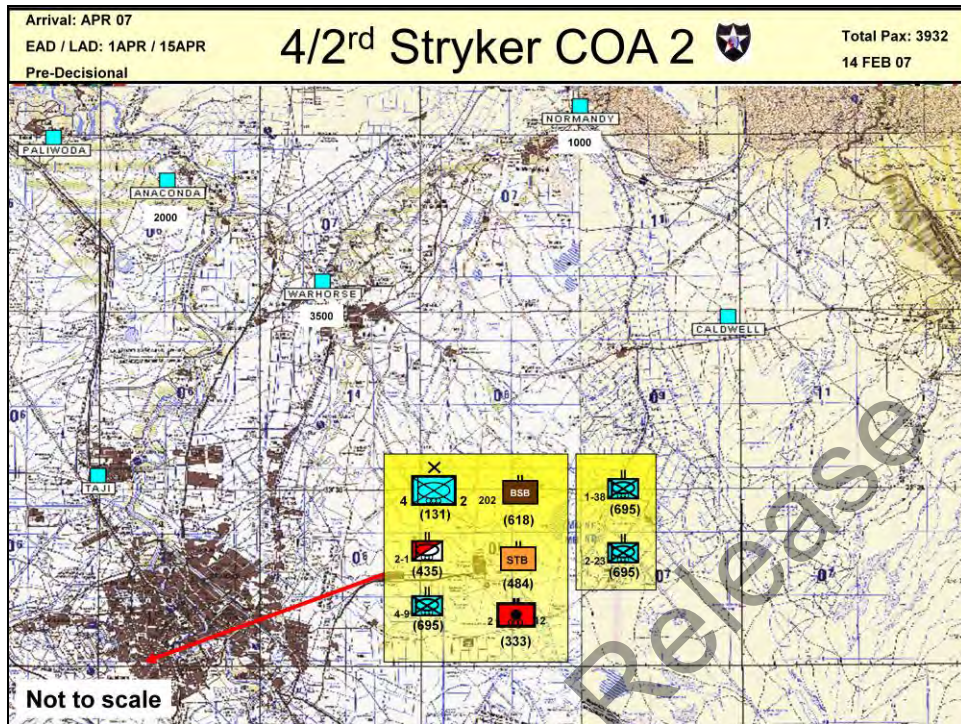 Arrival: APR 07
EAD / LAD: 1APR / 15APR
Pre-Decisional
4/2rd Stryker COA 2
Total Pax: 3932
14 FEB 07
NORMANDY
1000
PALIWODA
ANACONDA
2000
WARHORSE
3500
CALDWELL
TAJI
4 2
(131)
202 BSB
(618)
2-1
(435)
STB
(484)
4-9
(695)
2 12
(333)
1-38
(695)
2-23
(695)
Release
Not to scale